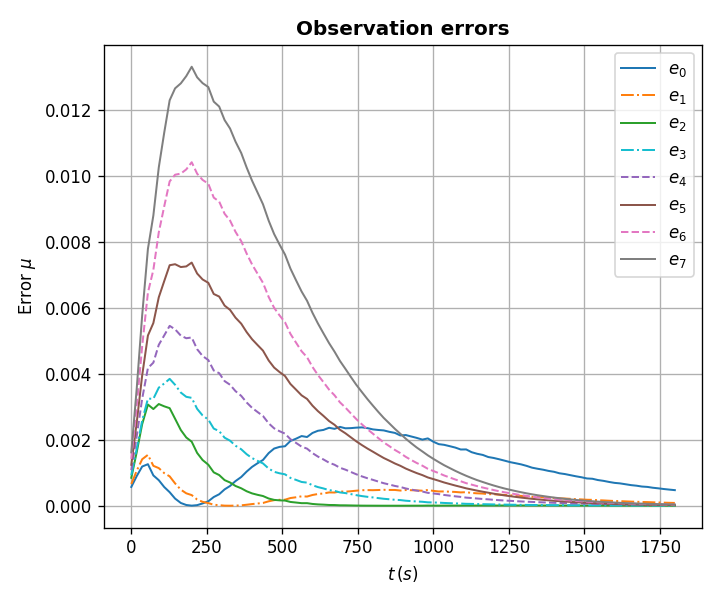 Observation errors
Error μ
0.012
0.010
0.008
0.006
0.004
0.002
0.000
0
250
500
750
1000
1250
1500
1750
t (s)
e₀
e₁
e₂
e₃
e₄
e₅
e₆
e₇